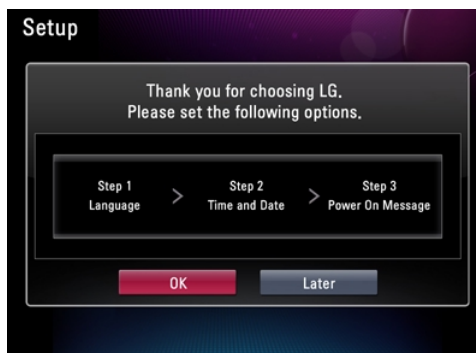 Setup
Thank you for choosing LG.
Please set the following options.
Step 1 > Step 2 > Step 3
Language Time and Date Power On Message
OK Later